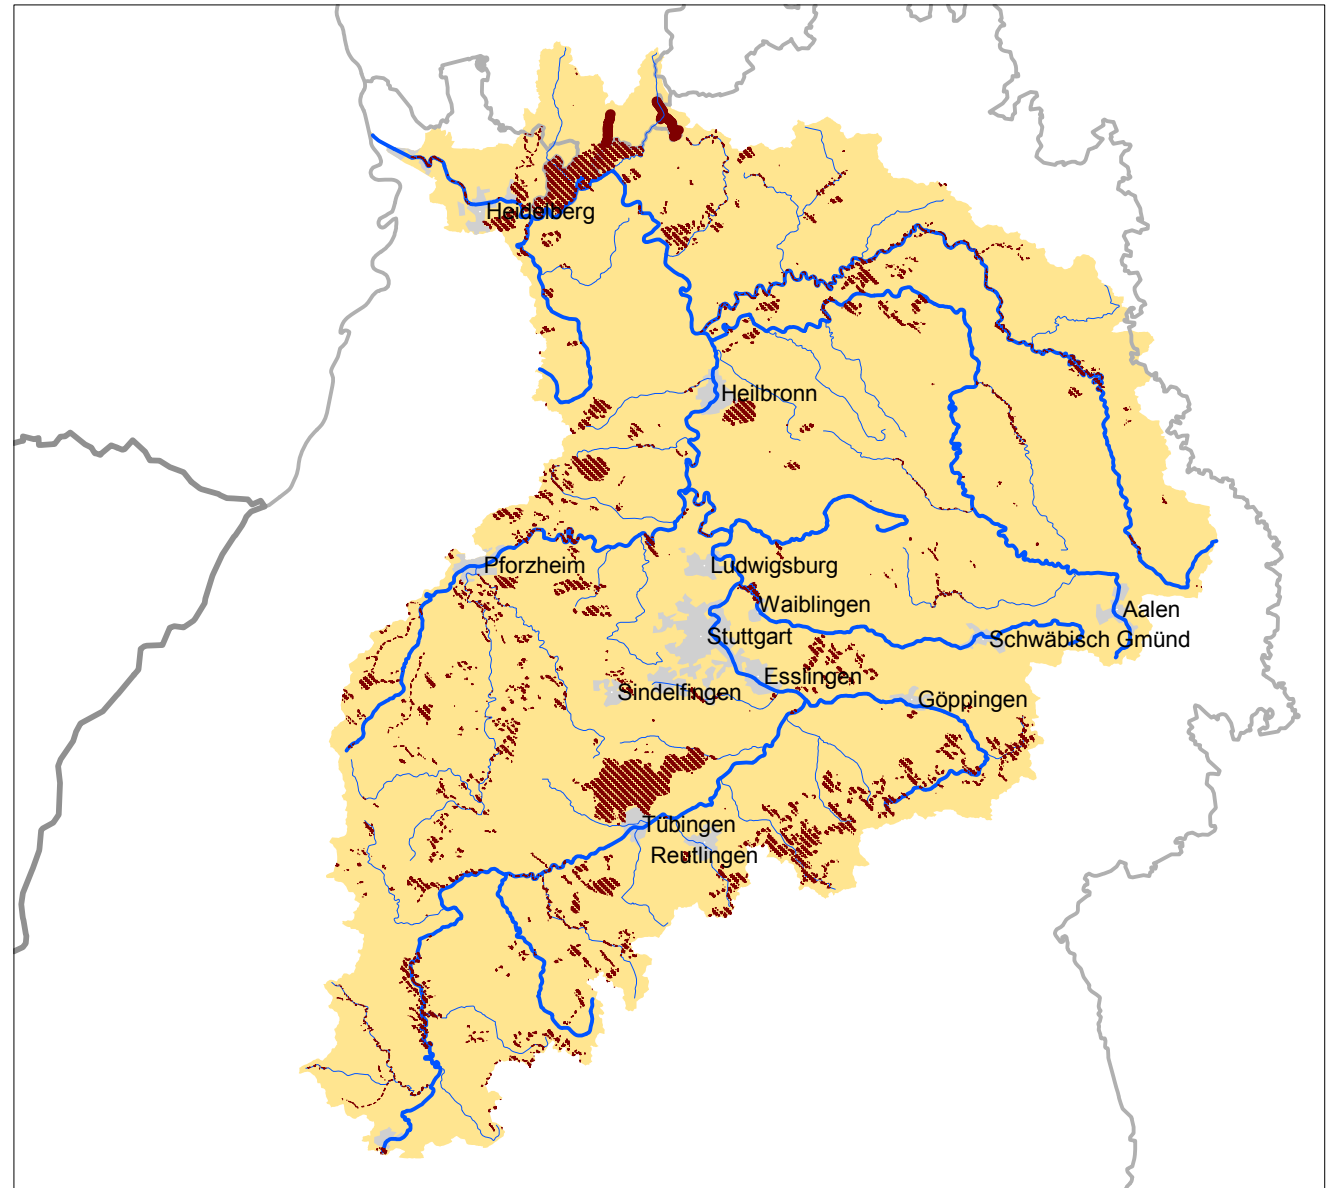 Heidelberg
Heilbronn
Pforzheim
Ludwigsburg
Waiblingen
Aalen
Stuttgart
Schwäbisch Gmünd
Esslingen
Sindelfingen
Göppingen
Tübingen
Reutlingen